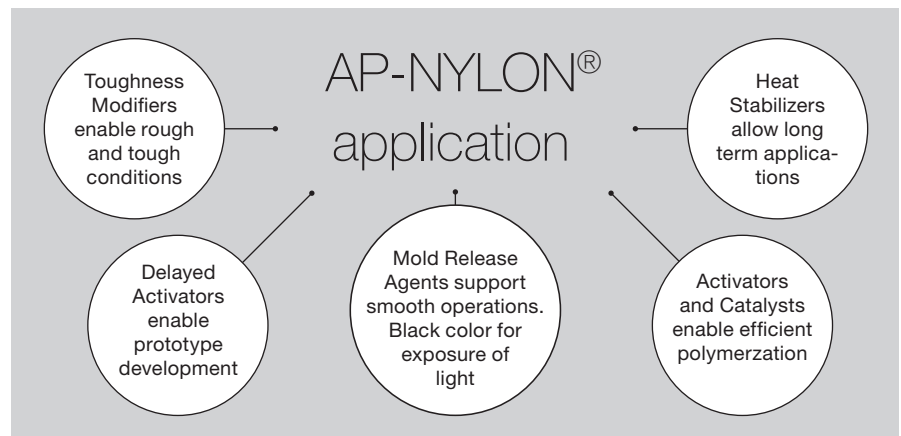 AP-NYLON®
application
Toughness
Modifiers
enable rough
and tough
conditions
Heat
Stabilizers
allow long
term applica-
tions
Delayed
Activators
enable
prototype
development
Mold Release
Agents support
smooth operations.
Black color for
exposure of
light
Activators
and Catalysts
enable efficient
polymerzation